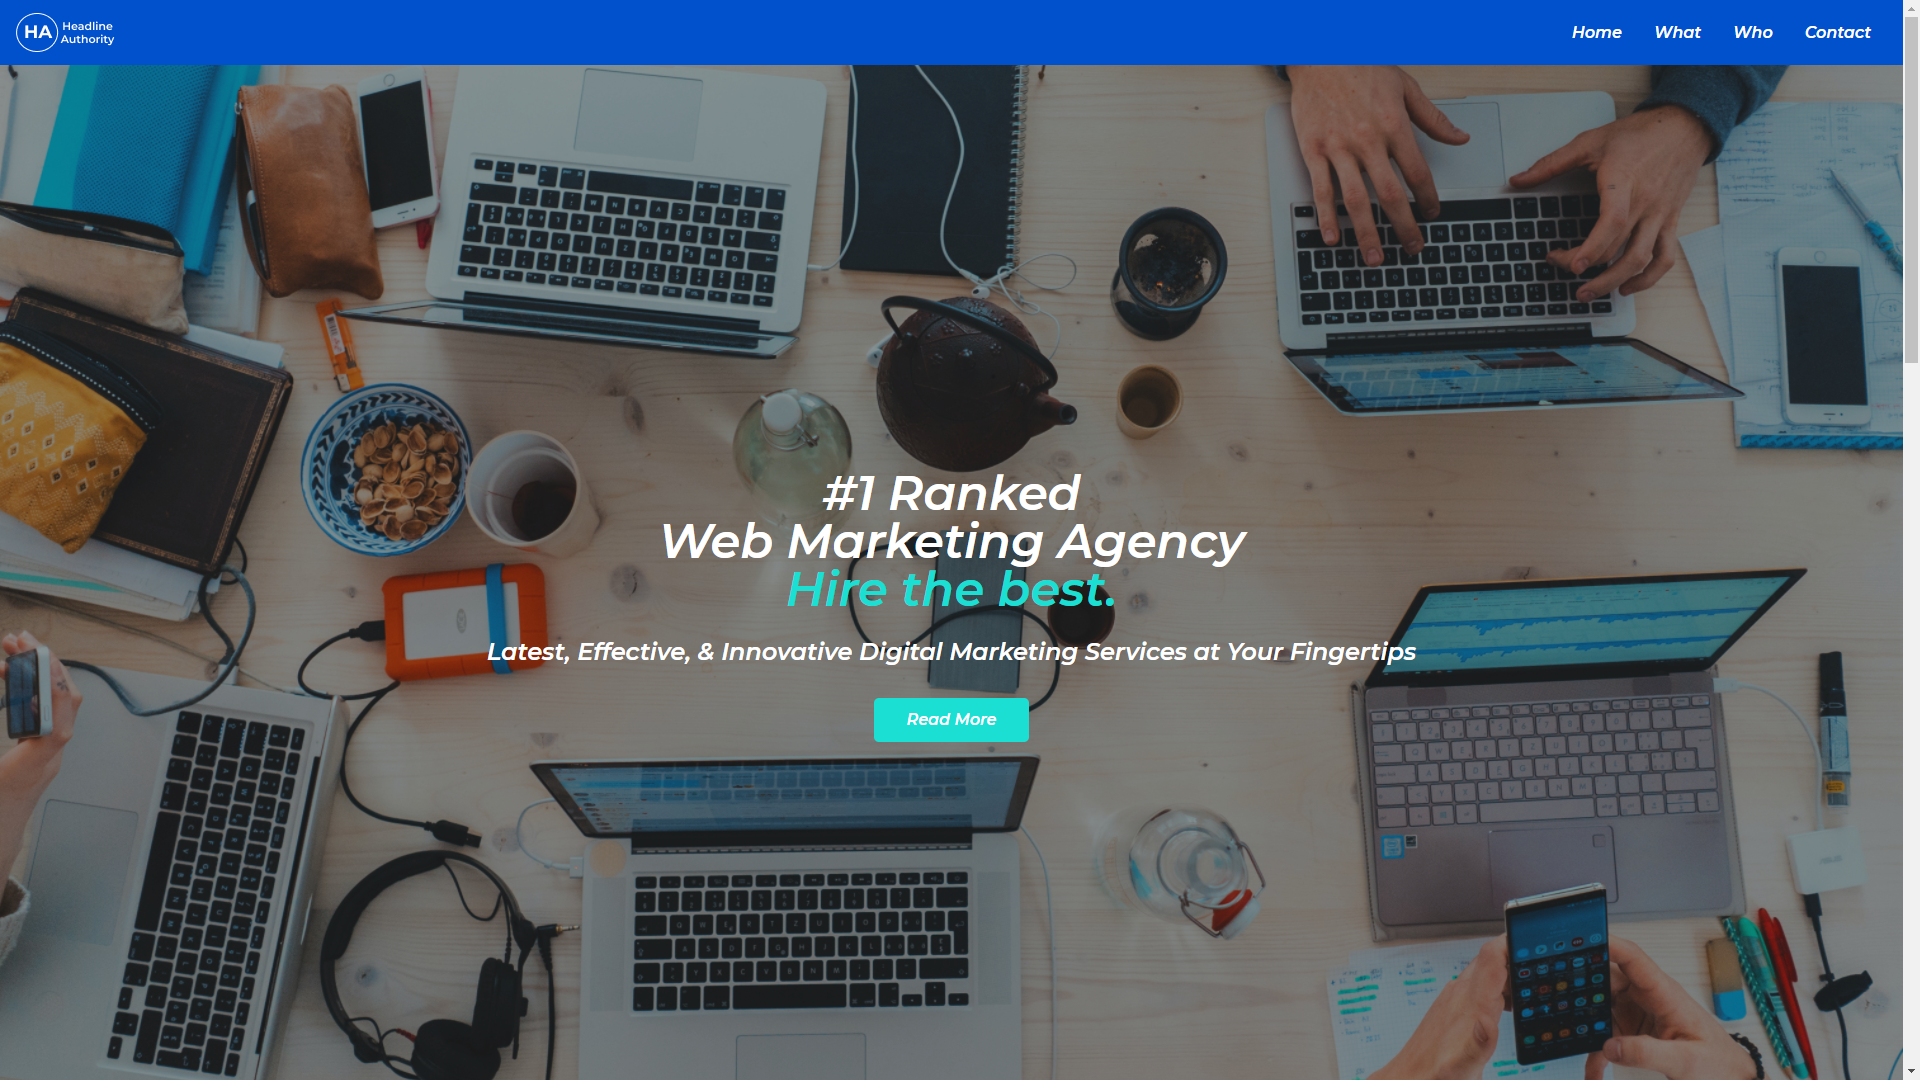 HA Headline
Authority
Home What Who Contact
#1 Ranked
Web Marketing Agency
Hire the best.
Latest, Effective, & Innovative Digital Marketing Services at Your Fingertips
Read More